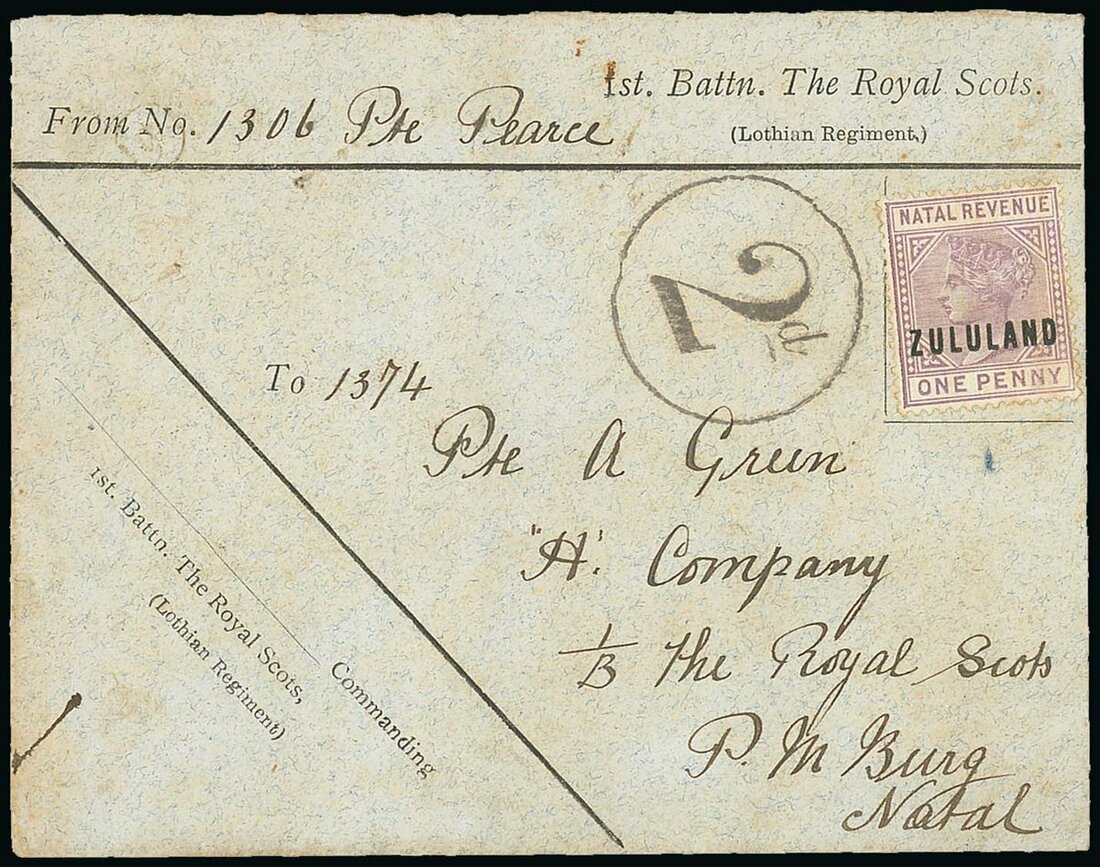 1st. Battn. The Royal Scots.
(Lothian Regiment,)
From No. 1306 Pte Pearce
2d
NATAL REVENUE
ZULULAND
ONE PENNY
To 1374
Pte A Green
"H". Company
1/B The Royal Scots
P. M Burg
Natal
Commanding
1st. Battn. The Royal Scots,
(Lothian Regiment)